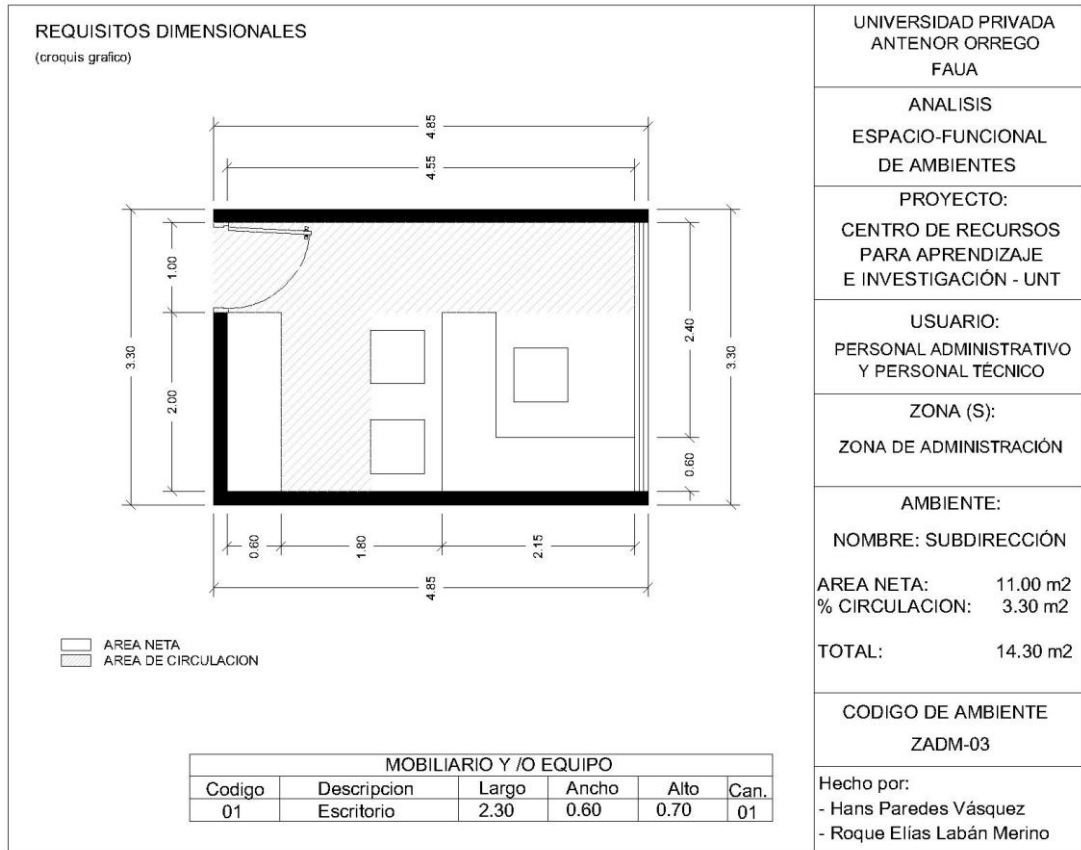 REQUISITOS DIMENSIONALES
(croquis grafico)
4.85
4.55
3.30
1.00
2.00
2.40
0.60
3.30
0.60
1.80
2.15
4.85
AREA NETA
AREA DE CIRCULACION
MOBILIARIO Y /O EQUIPO
Codigo Descripcion Largo Ancho Alto Can.
01 Escritorio 2.30 0.60 0.70 01
UNIVERSIDAD PRIVADA
ANTENOR ORREGO
FAUA
ANALISIS
ESPACIO-FUNCIONAL
DE AMBIENTES
PROYECTO:
CENTRO DE RECURSOS
PARA APRENDIZAJE
E INVESTIGACIÓN - UNT
USUARIO:
PERSONAL ADMINISTRATIVO
Y PERSONAL TÉCNICO
ZONA (S):
ZONA DE ADMINISTRACIÓN
AMBIENTE:
NOMBRE: SUBDIRECCIÓN
AREA NETA: 11.00 m2
% CIRCULACION: 3.30 m2
TOTAL: 14.30 m2
CODIGO DE AMBIENTE
ZADM-03
Hecho por:
- Hans Paredes Vásquez
- Roque Elías Labán Merino